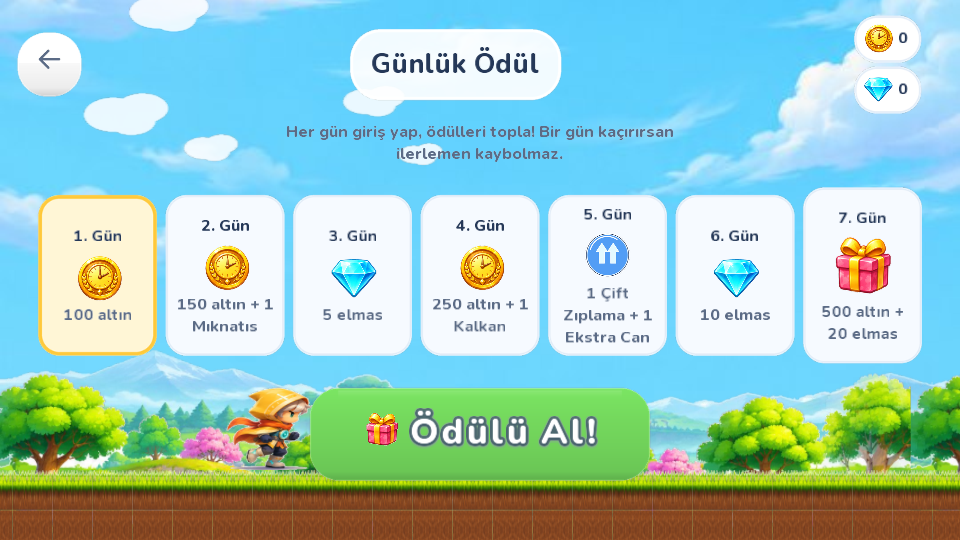 Günlük Ödül
0
0
Her gün giriş yap, ödülleri topla! Bir gün kaçırırsan
ilerlemen kaybolmaz.
1. Gün
100 altın
2. Gün
150 altın + 1
Mıknatıs
3. Gün
5 elmas
4. Gün
250 altın + 1
Kalkan
5. Gün
1 Çift
Zıplama + 1
Ekstra Can
6. Gün
10 elmas
7. Gün
500 altın +
20 elmas
Ödülü Al!